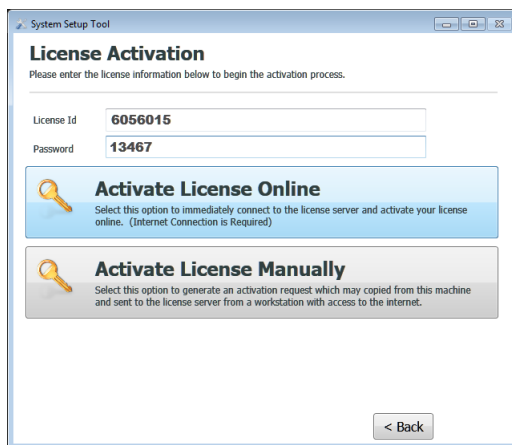 System Setup Tool
License Activation
Please enter the license information below to begin the activation process.
License Id 6056015
Password 13467
Activate License Online
Select this option to immediately connect to the license server and activate your license
online. (Internet Connection is Required)
Activate License Manually
Select this option to generate an activation request which may copied from this machine
and sent to the license server from a workstation with access to the internet.
< Back